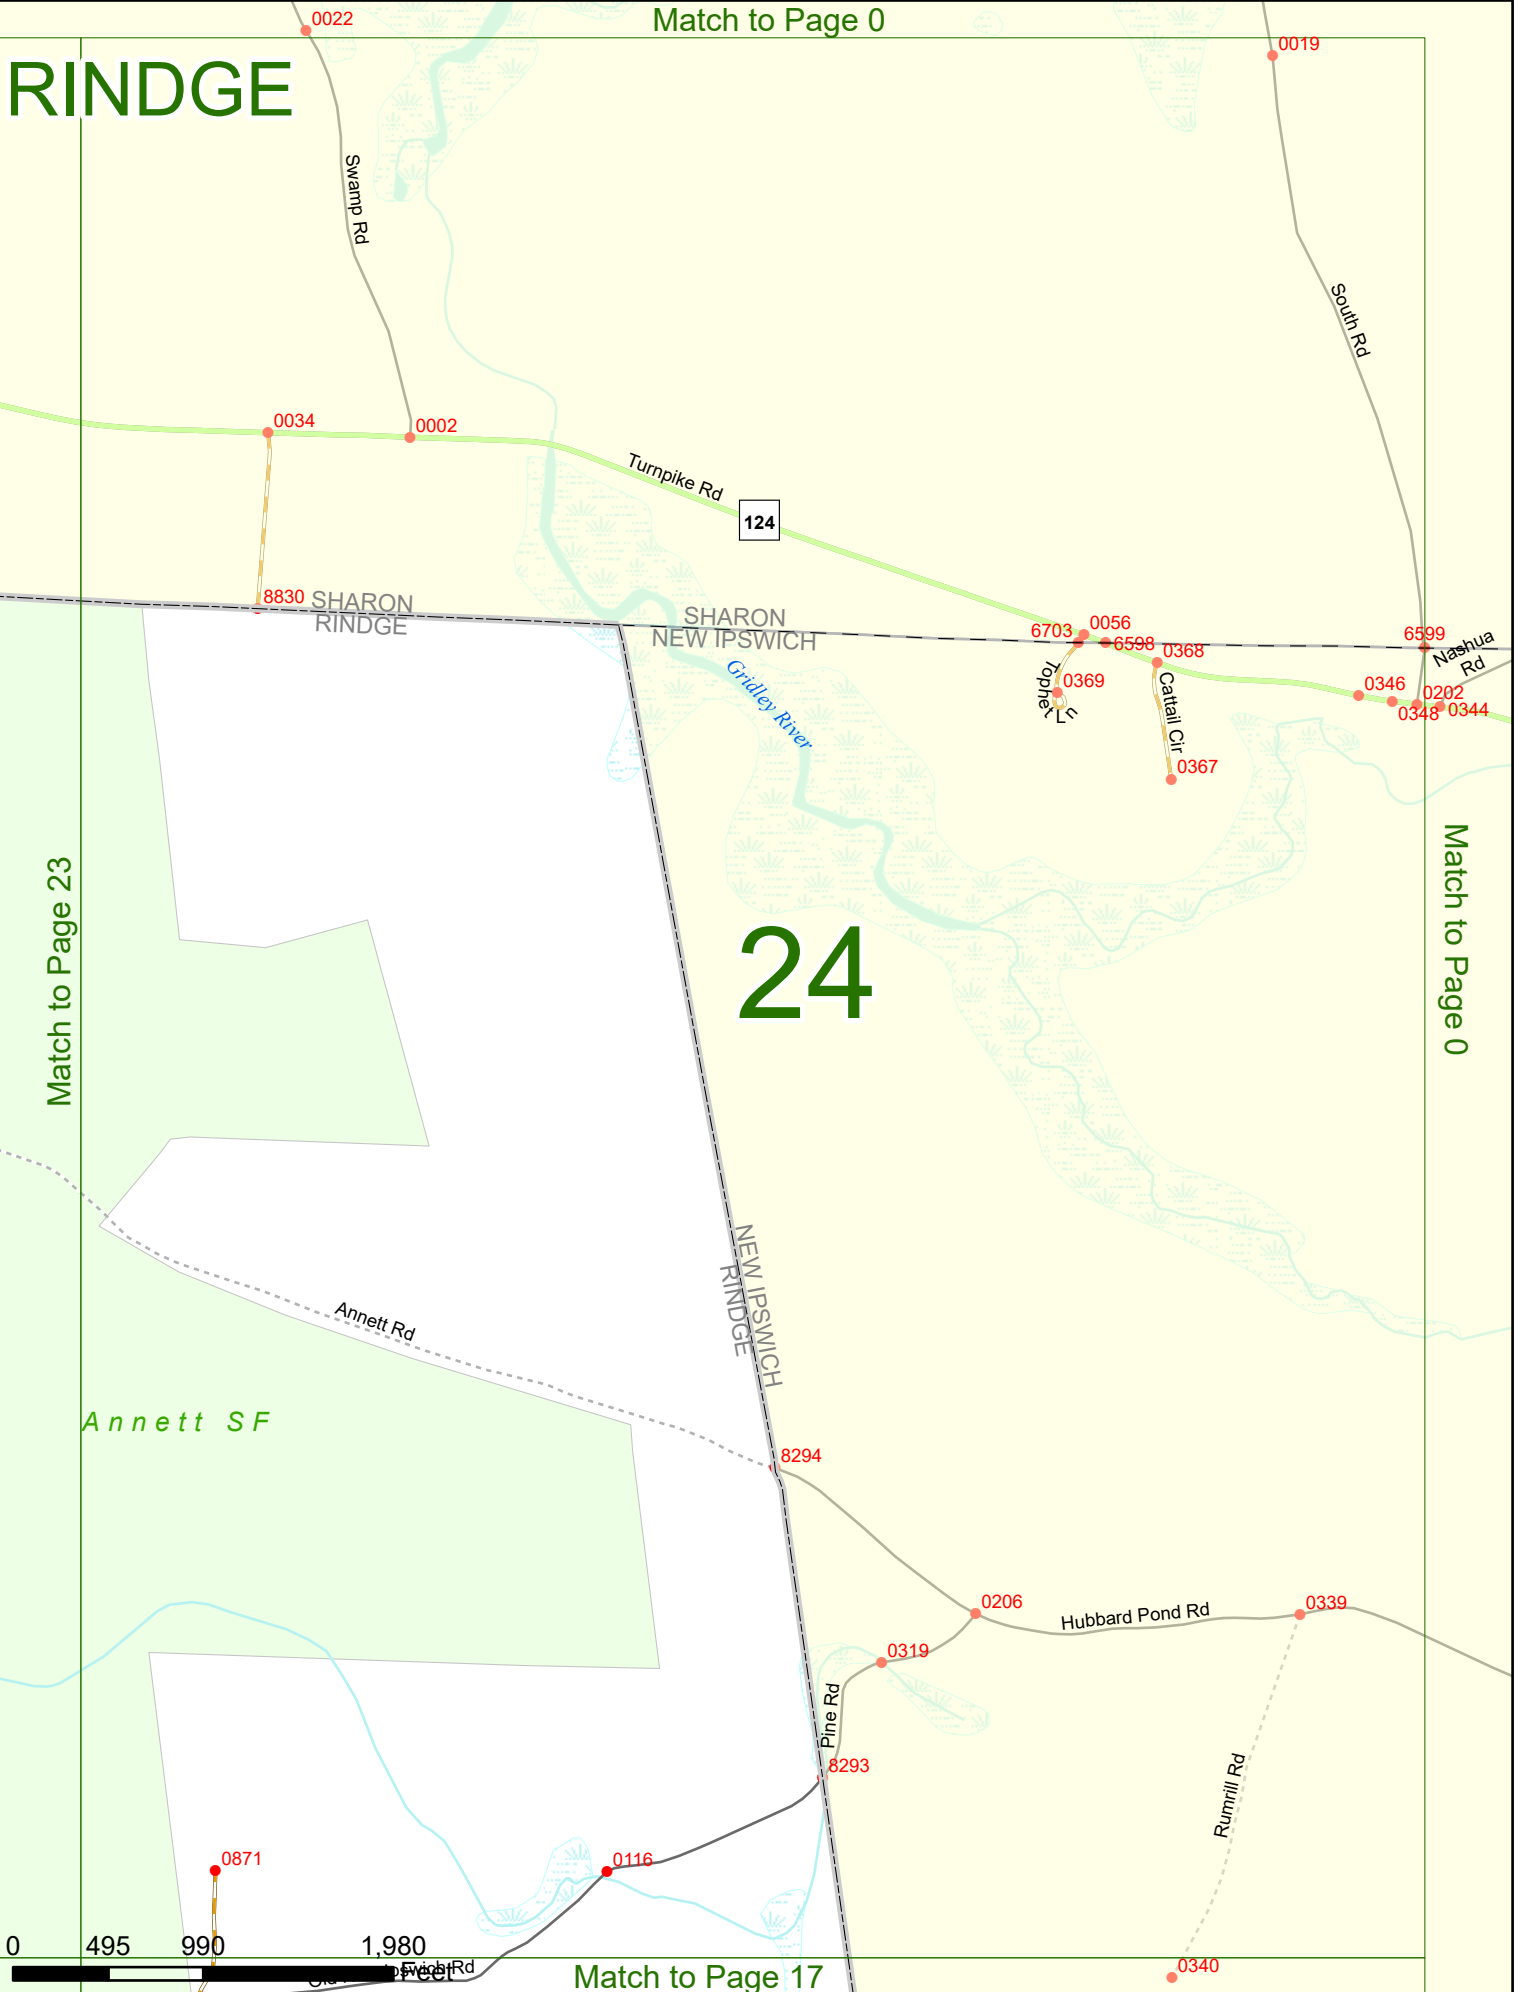 Match to Page 0
0022
0019
RINDGE
Swamp Rd
South Rd
0034
0002
Turnpike Rd
124
8830
SHARON
RINDGE
SHARON
NEW IPSWICH
0056
6703
6598
6599
Nashua
Rd
0368
0369
Tophet Ln
Cattail Cir
0346
0202
0348
0344
0367
Gridley River
Match to Page 23
Match to Page 0
24
NEW IPSWICH
RINDGE
Annett Rd
Annett SF
8294
0206
Hubbard Pond Rd
0339
0319
Pine Rd
8293
Rumrill Rd
0871
0116
0 495 990 1,980
Feet
Old Ipswich Rd
Match to Page 17
0340